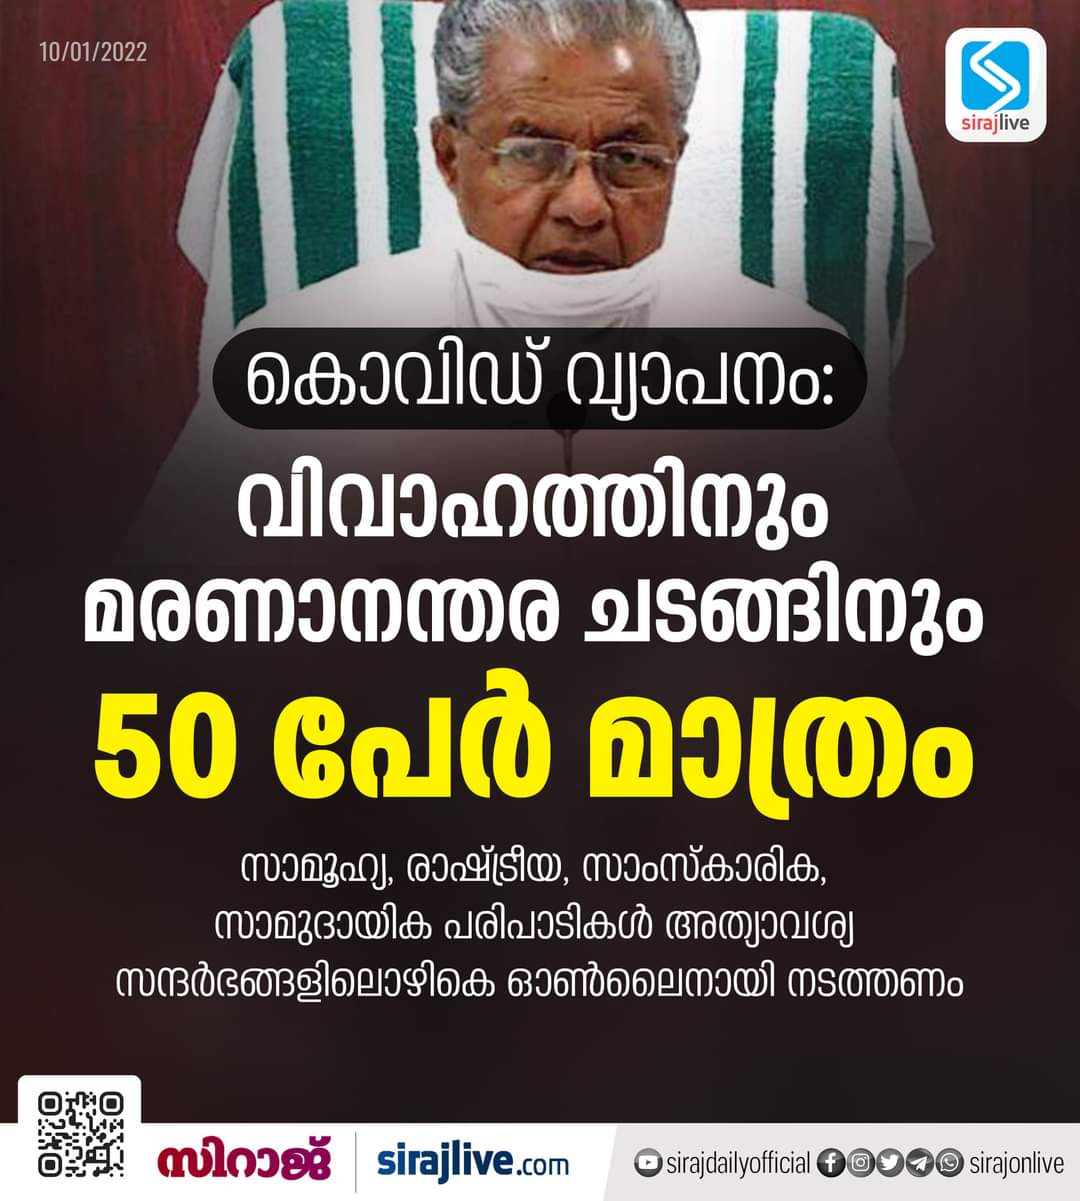 10/01/2022
sirajlive
കൊവിഡ് വ്യാപനം:
വിവാഹത്തിനും
മരണാനന്തര ചടങ്ങിനും
50 പേർ മാത്രം
സാമൂഹ്യ, രാഷ്ട്രീയ, സാംസ്കാരിക,
സാമുദായിക പരിപാടികൾ അത്യാവശ്യ
സന്ദർഭങ്ങളിലൊഴികെ ഓൺലൈനായി നടത്തണം
സിറാജ് sirajlive.com sirajdailyofficial sirajonlive